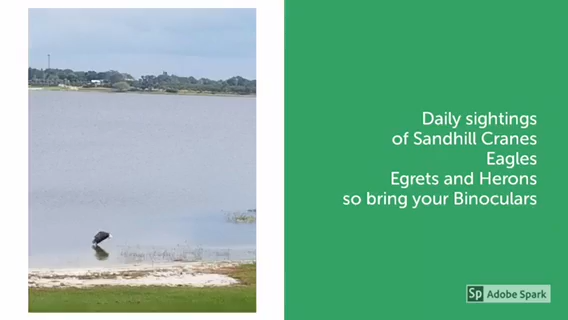 Daily sightings
of Sandhill Cranes
Eagles
Egrets and Herons
so bring your Binoculars
Sp Adobe Spark